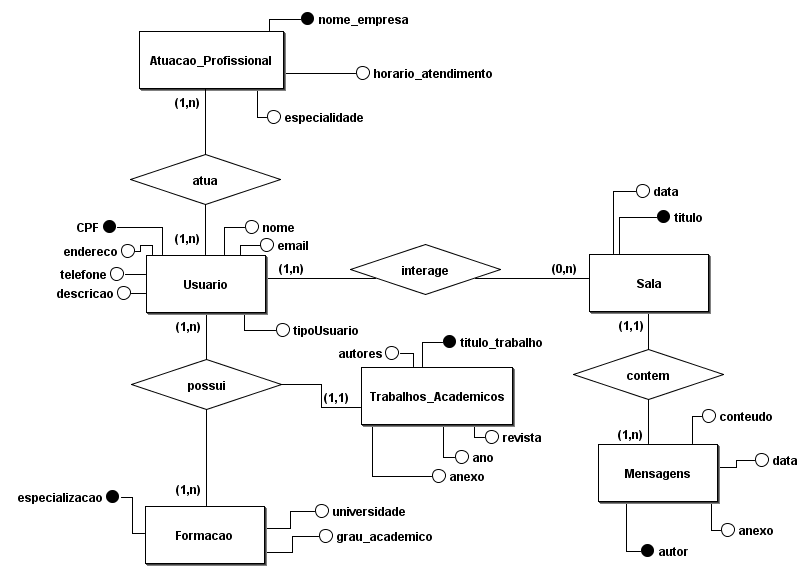 nome_empresa
Atuacao_Profissional
horario_atendimento
(1,n)
especialidade
atua
data
CPF
nome
titulo
(1,n)
email
endereco
(1,n)
interage
(0,n)
telefone
Usuario
Sala
descricao
(1,n)
tipoUsuario
(1,1)
autores
titulo_trabalho
possui
contem
(1,1)
Trabalhos_Academicos
conteudo
(1,n)
revista
ano
data
anexo
Mensagens
(1,n)
especializacao
universidade
anexo
Formacao
grau_academico
autor